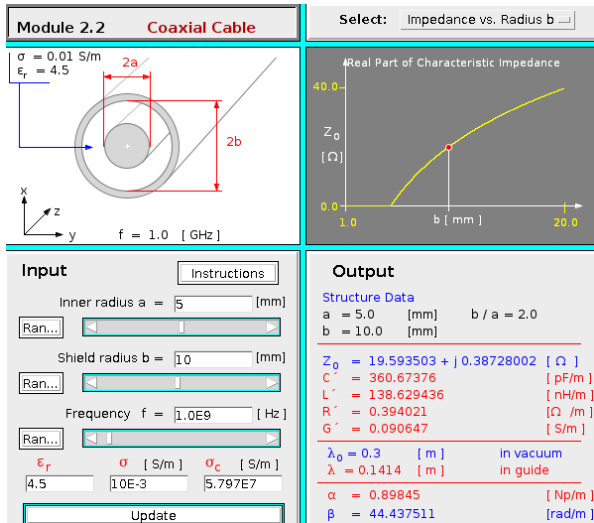 Module 2.2 Coaxial Cable
Select: Impedance vs. Radius b
σ = 0.01 S/m
εr = 4.5
2a
2b
x
z
y
f = 1.0 [ GHz ]
Real Part of Characteristic Impedance
40.0
Z0
[Ω]
0.0
1.0
b [ mm ]
20.0
Input
Instructions
Inner radius a = 5 [mm]
Ran...
Shield radius b = 10 [mm]
Ran...
Frequency f = 1.0E9 [ Hz ]
Ran...
εr σ [ S/m ] σc [ S/m ]
4.5 10E-3 5.797E7
Update
Output
Structure Data
a = 5.0 [mm] b / a = 2.0
b = 10.0 [mm]
Z0 = 19.593503 + j 0.38728002 [ Ω ]
C´ = 360.67376 [ pF/m ]
L´ = 138.629436 [ nH/m ]
R´ = 0.394021 [Ω /m ]
G´ = 0.090647 [ S/m ]
λ0 = 0.3 [ m ] in vacuum
λ = 0.1414 [ m ] in guide
α = 0.89845 [ Np/m ]
β = 44.437511 [rad/m ]